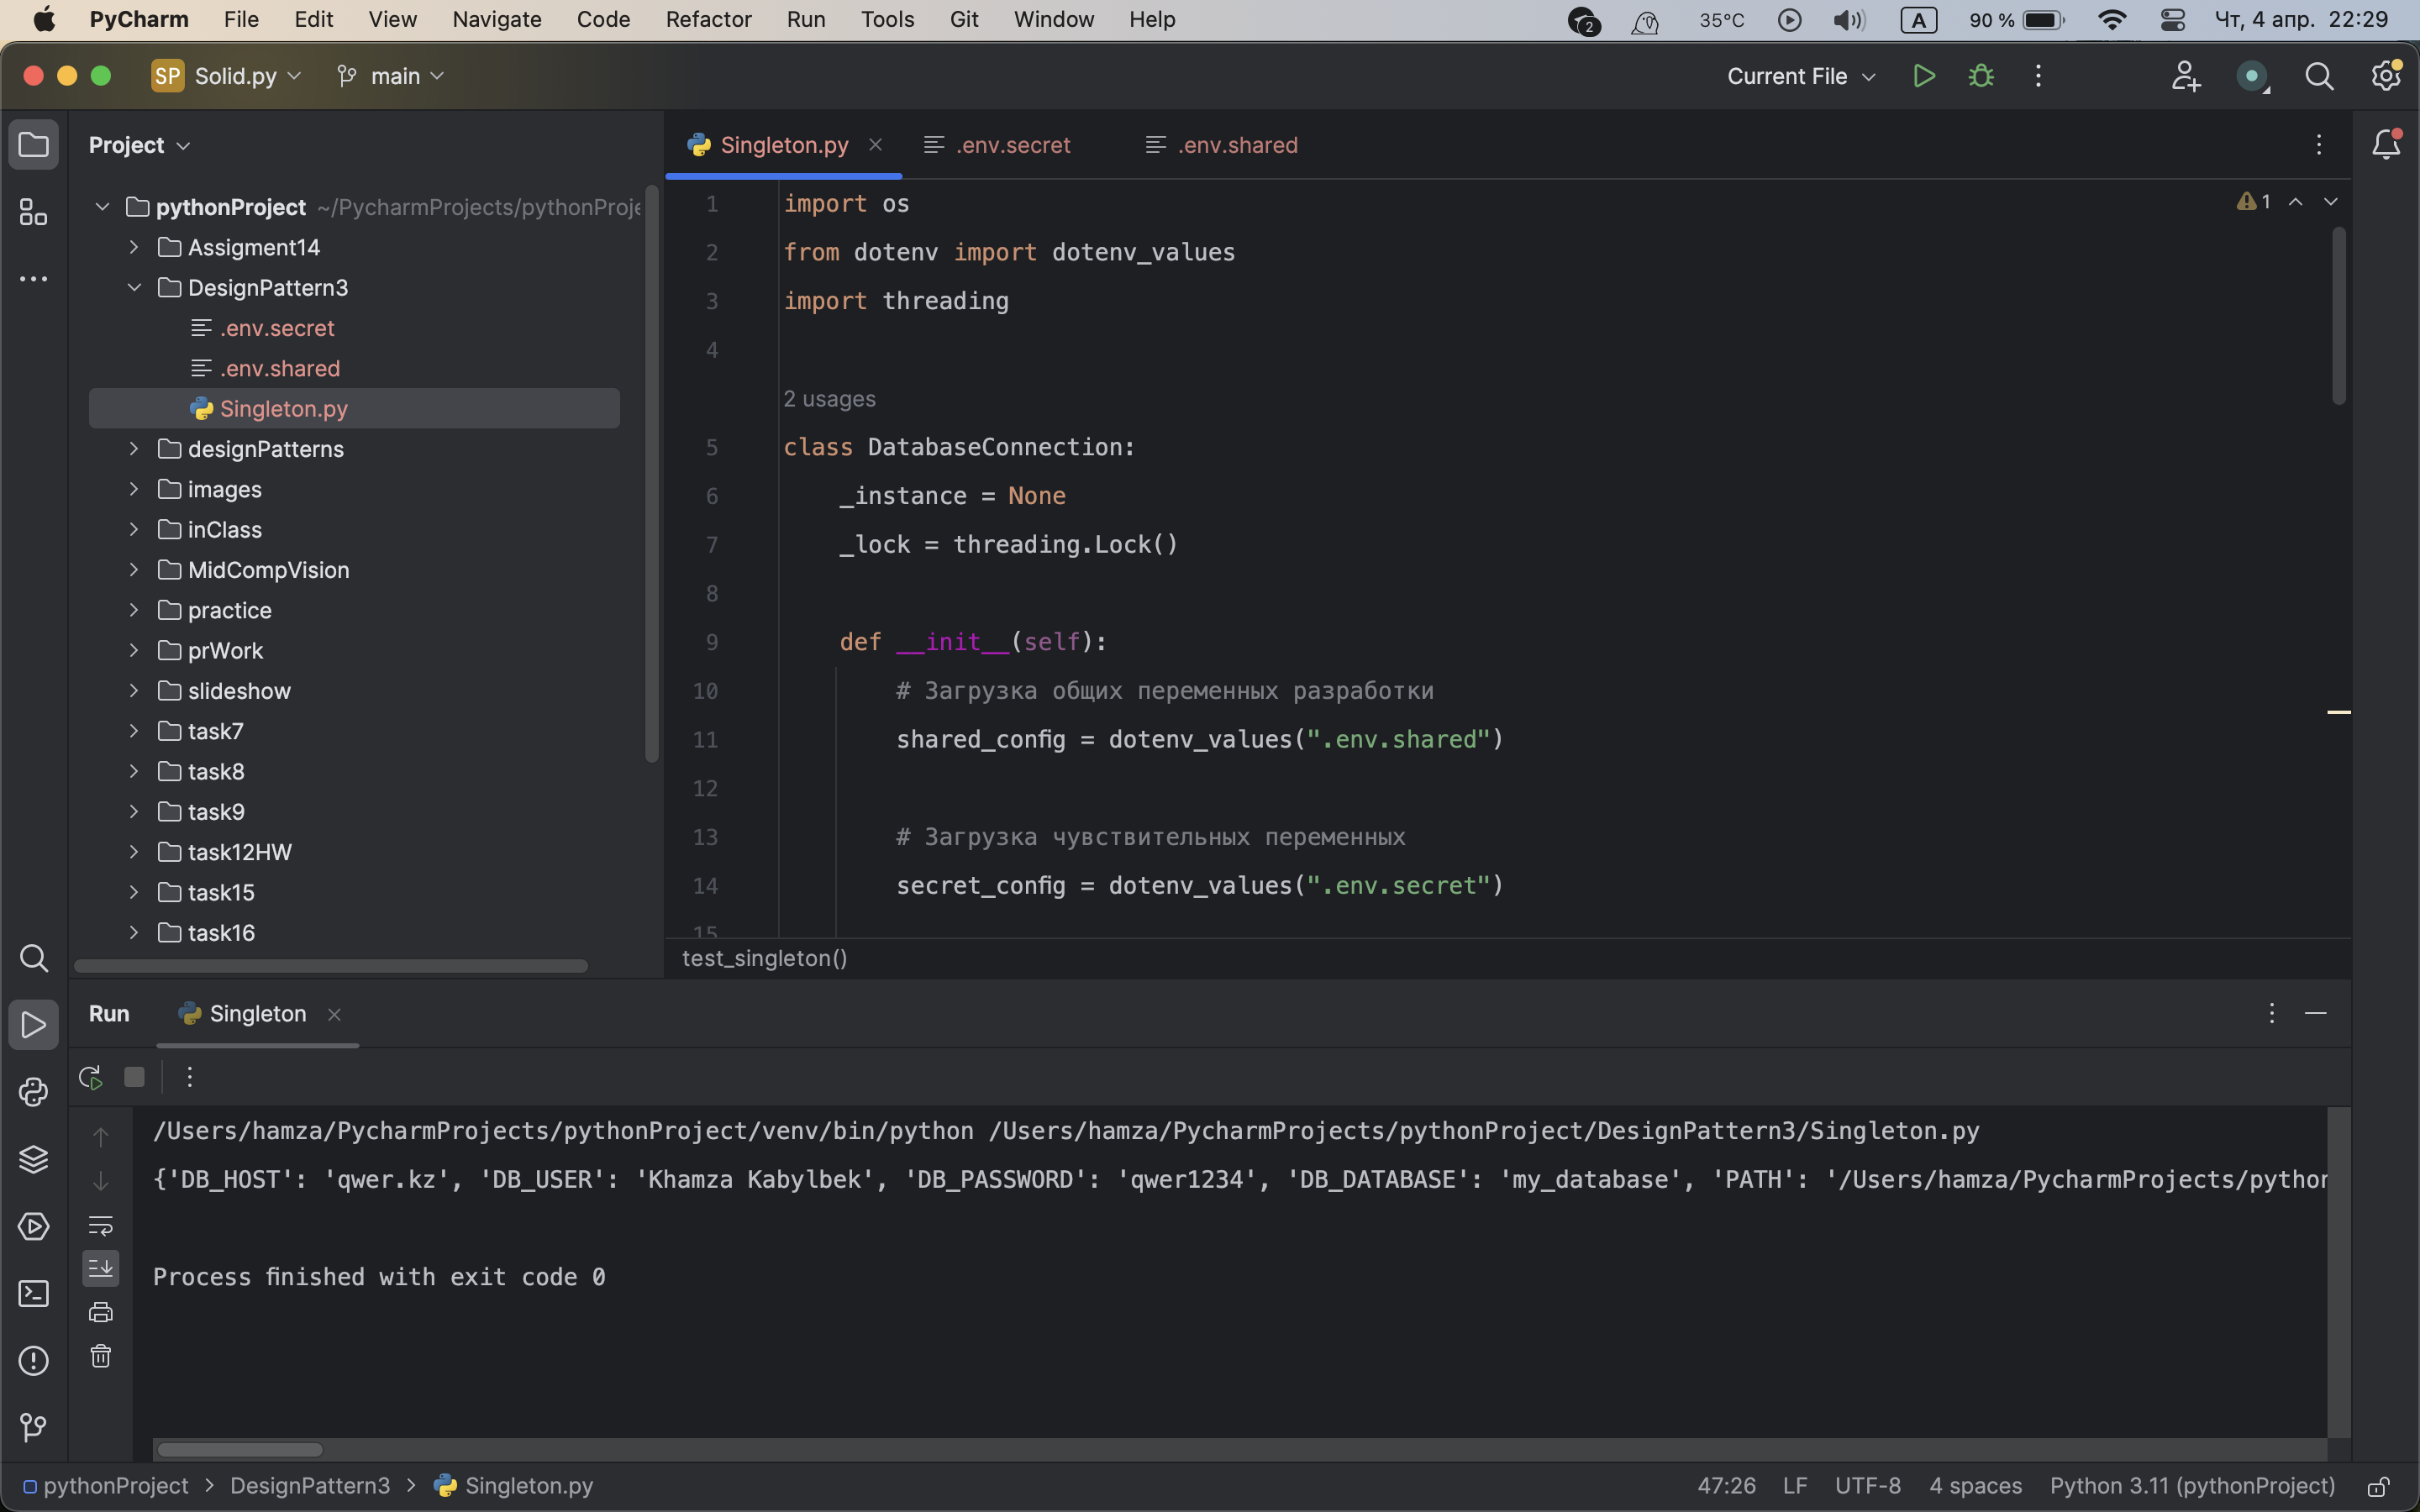 PyCharm File Edit View Navigate Code Refactor Run Tools Git Window Help 2 35°C A 90 % Чт, 4 апр. 22:29
SP Solid.py main Current File
Project
pythonProject ~/PycharmProjects/pythonProje
Assigment14
DesignPattern3
.env.secret
.env.shared
Singleton.py
designPatterns
images
inClass
MidCompVision
practice
prWork
slideshow
task7
task8
task9
task12HW
task15
task16
Singleton.py .env.secret .env.shared
1
1 import os
2 from dotenv import dotenv_values
3 import threading
4
2 usages
5 class DatabaseConnection:
6 _instance = None
7 _lock = threading.Lock()
8
9 def __init__(self):
10 # Загрузка общих переменных разработки
11 shared_config = dotenv_values(".env.shared")
12
13 # Загрузка чувствительных переменных
14 secret_config = dotenv_values(".env.secret")
15
test_singleton()
Run Singleton
/Users/hamza/PycharmProjects/pythonProject/venv/bin/python /Users/hamza/PycharmProjects/pythonProject/DesignPattern3/Singleton.py
{'DB_HOST': 'qwer.kz', 'DB_USER': 'Khamza Kabylbek', 'DB_PASSWORD': 'qwer1234', 'DB_DATABASE': 'my_database', 'PATH': '/Users/hamza/PycharmProjects/python
Process finished with exit code 0
pythonProject > DesignPattern3 > Singleton.py 47:26 LF UTF-8 4 spaces Python 3.11 (pythonProject)